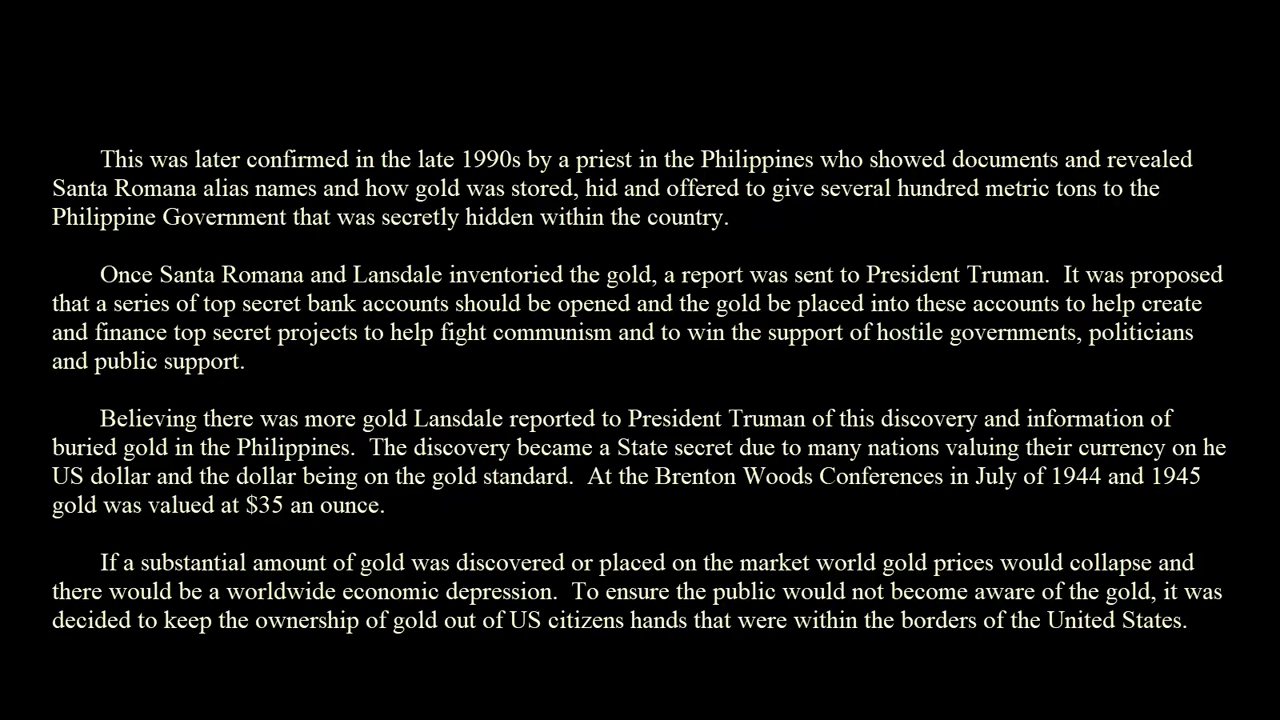 This was later confirmed in the late 1990s by a priest in the Philippines who showed documents and revealed
Santa Romana alias names and how gold was stored, hid and offered to give several hundred metric tons to the
Philippine Government that was secretly hidden within the country.
Once Santa Romana and Lansdale inventoried the gold, a report was sent to President Truman.  It was proposed
that a series of top secret bank accounts should be opened and the gold be placed into these accounts to help create
and finance top secret projects to help fight communism and to win the support of hostile governments, politicians
and public support.
Believing there was more gold Lansdale reported to President Truman of this discovery and information of
buried gold in the Philippines.  The discovery became a State secret due to many nations valuing their currency on he
US dollar and the dollar being on the gold standard.  At the Brenton Woods Conferences in July of 1944 and 1945
gold was valued at $35 an ounce.
If a substantial amount of gold was discovered or placed on the market world gold prices would collapse and
there would be a worldwide economic depression.  To ensure the public would not become aware of the gold, it was
decided to keep the ownership of gold out of US citizens hands that were within the borders of the United States.